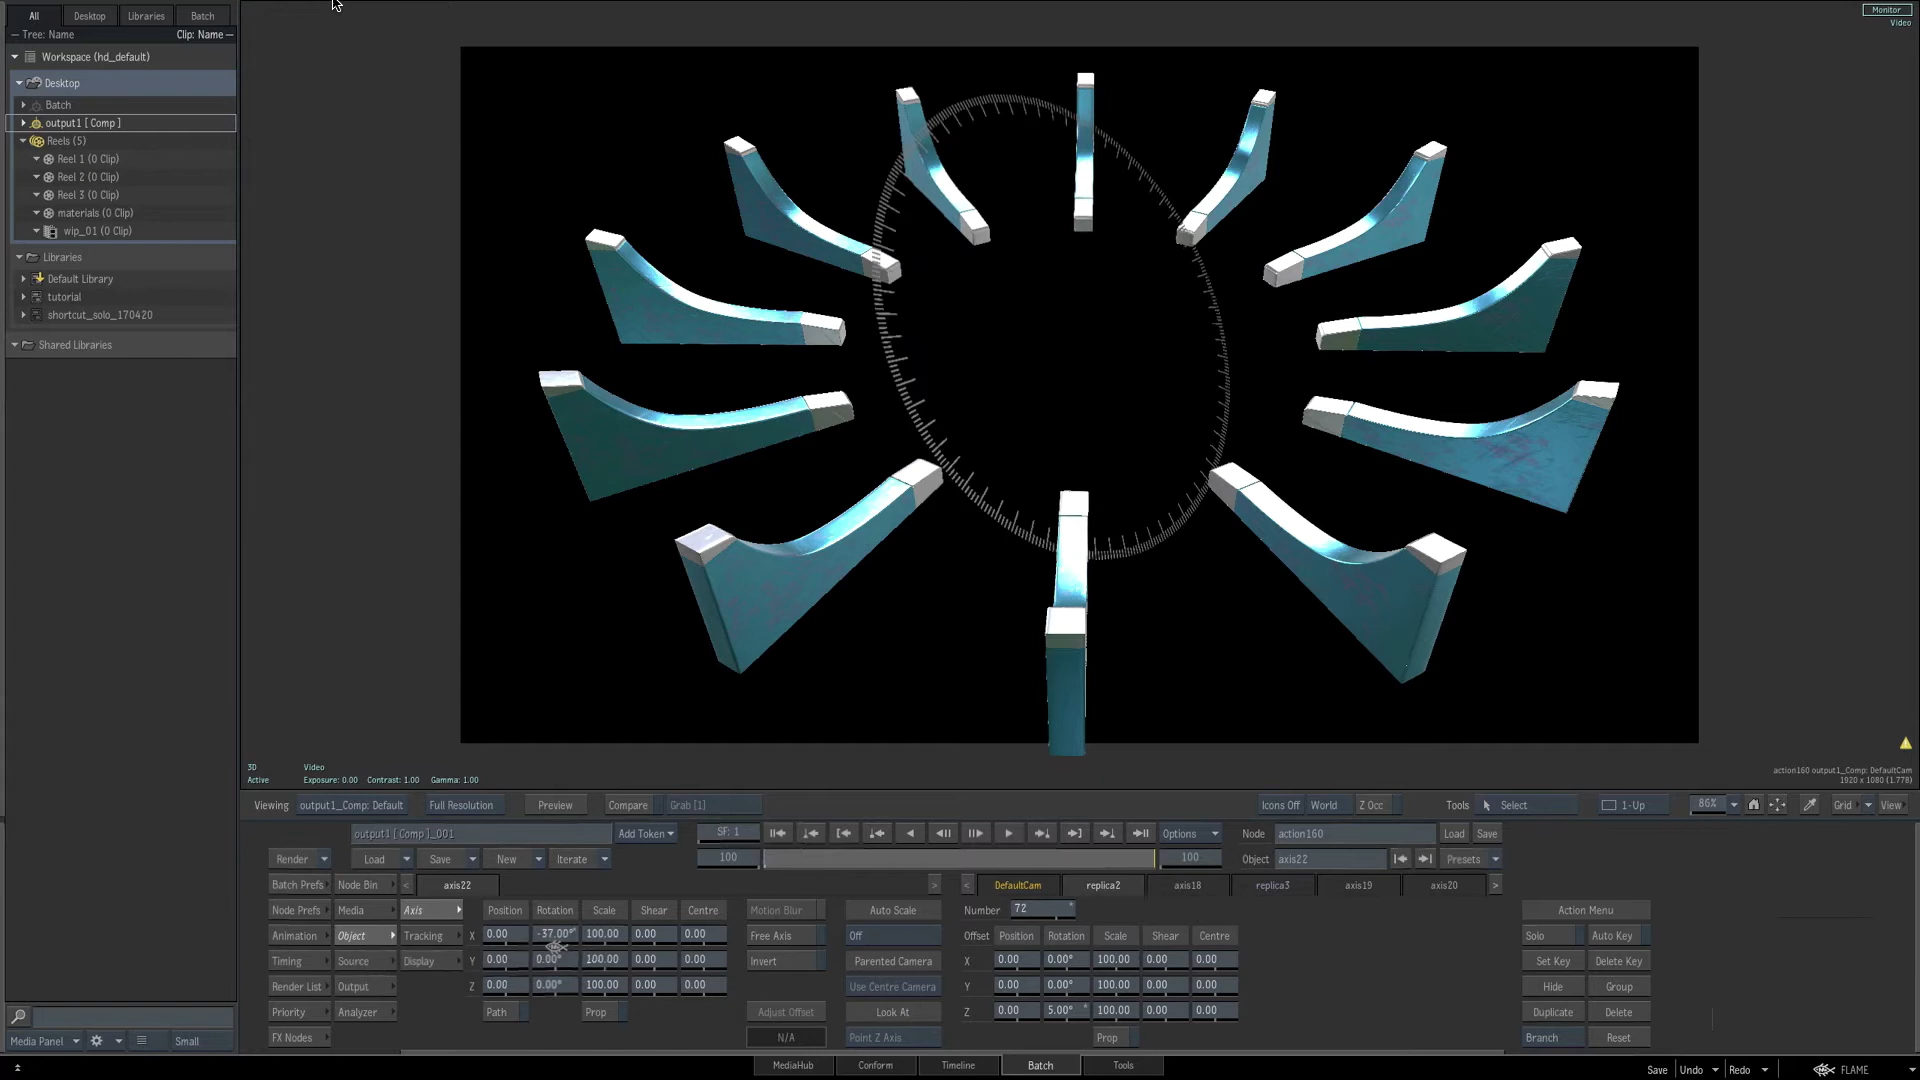 All Desktop Libraries Batch
Tree: Name Clip: Name
Workspace (hd_default)
Desktop
Batch
output1 [ Comp ]
Reels (5)
Reel 1 (0 Clip)
Reel 2 (0 Clip)
Reel 3 (0 Clip)
materials (0 Clip)
wip_01 (0 Clip)
Libraries
Default Library
tutorial
shortcut_solo_170420
Shared Libraries
Monitor
Video
3D Video
Active Exposure: 0.00 Contrast: 1.00 Gamma: 1.00
action160 output1_Comp: DefaultCam
1920 x 1080 (1.778)
Viewing output1_Comp: Default Full Resolution Preview Compare Grab [1] Icons Off World Z Occ Tools Select 1-Up 86% Grid View
output1 [ Comp ]_001 Add Token SF: 1 Options Node action160 Load Save
Render Load Save New Iterate 100 100 Object axis22 Presets
Batch Prefs Node Bin < axis22 > < DefaultCam replica2 axis18 replica3 axis19 axis20 >
Node Prefs Media Axis Position Rotation Scale Shear Centre Motion Blur Auto Scale Number 72 Action Menu
Animation Object Tracking X 0.00 -37.00° 100.00 0.00 0.00 Free Axis Off Offset Position Rotation Scale Shear Centre Solo Auto Key
Timing Source Display Y 0.00 0.00° 100.00 0.00 0.00 Invert Parented Camera X 0.00 0.00° 100.00 0.00 0.00 Set Key Delete Key
Render List Output Z 0.00 0.00° 100.00 0.00 0.00 Use Centre Camera Y 0.00 0.00° 100.00 0.00 0.00 Hide Group
Priority Analyzer Path Prop Adjust Offset Look At Z 0.00 5.00° 100.00 0.00 0.00 Duplicate Delete
FX Nodes N/A Point Z Axis Prop Branch Reset
Media Panel Small
MediaHub Conform Timeline Batch Tools Save Undo Redo FLAME